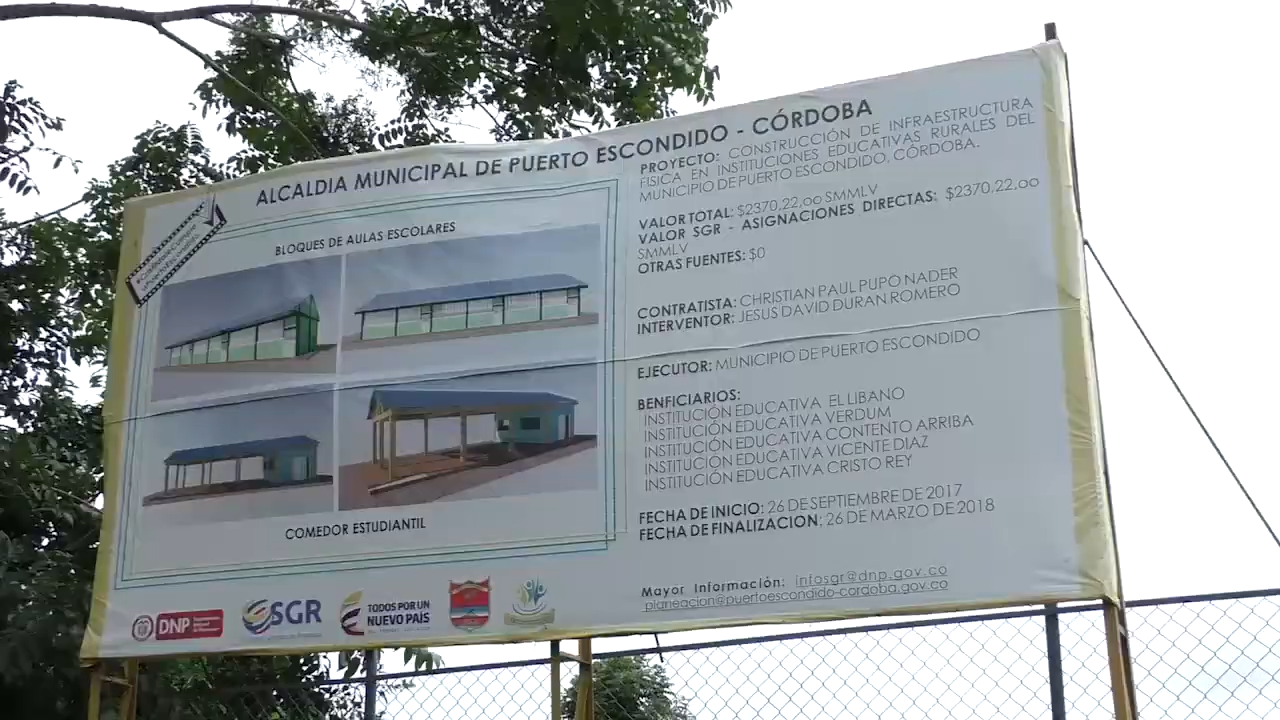 ALCALDIA MUNICIPAL DE PUERTO ESCONDIDO - CÓRDOBA
BLOQUES DE AULAS ESCOLARES
COMEDOR ESTUDIANTIL
PROYECTO: CONSTRUCCIÓN DE INFRAESTRUCTURA
FISICA EN INSTITUCIONES EDUCATIVAS RURALES DEL
MUNICIPIO DE PUERTO ESCONDIDO, CÓRDOBA.
VALOR TOTAL: $2370.22,oo SMMLV
VALOR SGR - ASIGNACIONES DIRECTAS: $2370.22,oo
SMMLV
OTRAS FUENTES: $0
CONTRATISTA: CHRISTIAN PAUL PUPO NADER
INTERVENTOR: JESUS DAVID DURAN ROMERO
EJECUTOR: MUNICIPIO DE PUERTO ESCONDIDO
BENFICIARIOS:
INSTITUCIÓN EDUCATIVA EL LIBANO
INSTITUCIÓN EDUCATIVA VERDUM
INSTITUCIÓN EDUCATIVA CONTENTO ARRIBA
INSTITUCIÓN EDUCATIVA VICENTE DIAZ
INSTITUCIÓN EDUCATIVA CRISTO REY
FECHA DE INICIO: 26 DE SEPTIEMBRE DE 2017
FECHA DE FINALIZACION: 26 DE MARZO DE 2018
Mayor Información: infosgr@dnp.gov.co
planeacion@puertoescondido-cordoba.gov.co
DNP
SGR
TODOS POR UN
NUEVO PAÍS